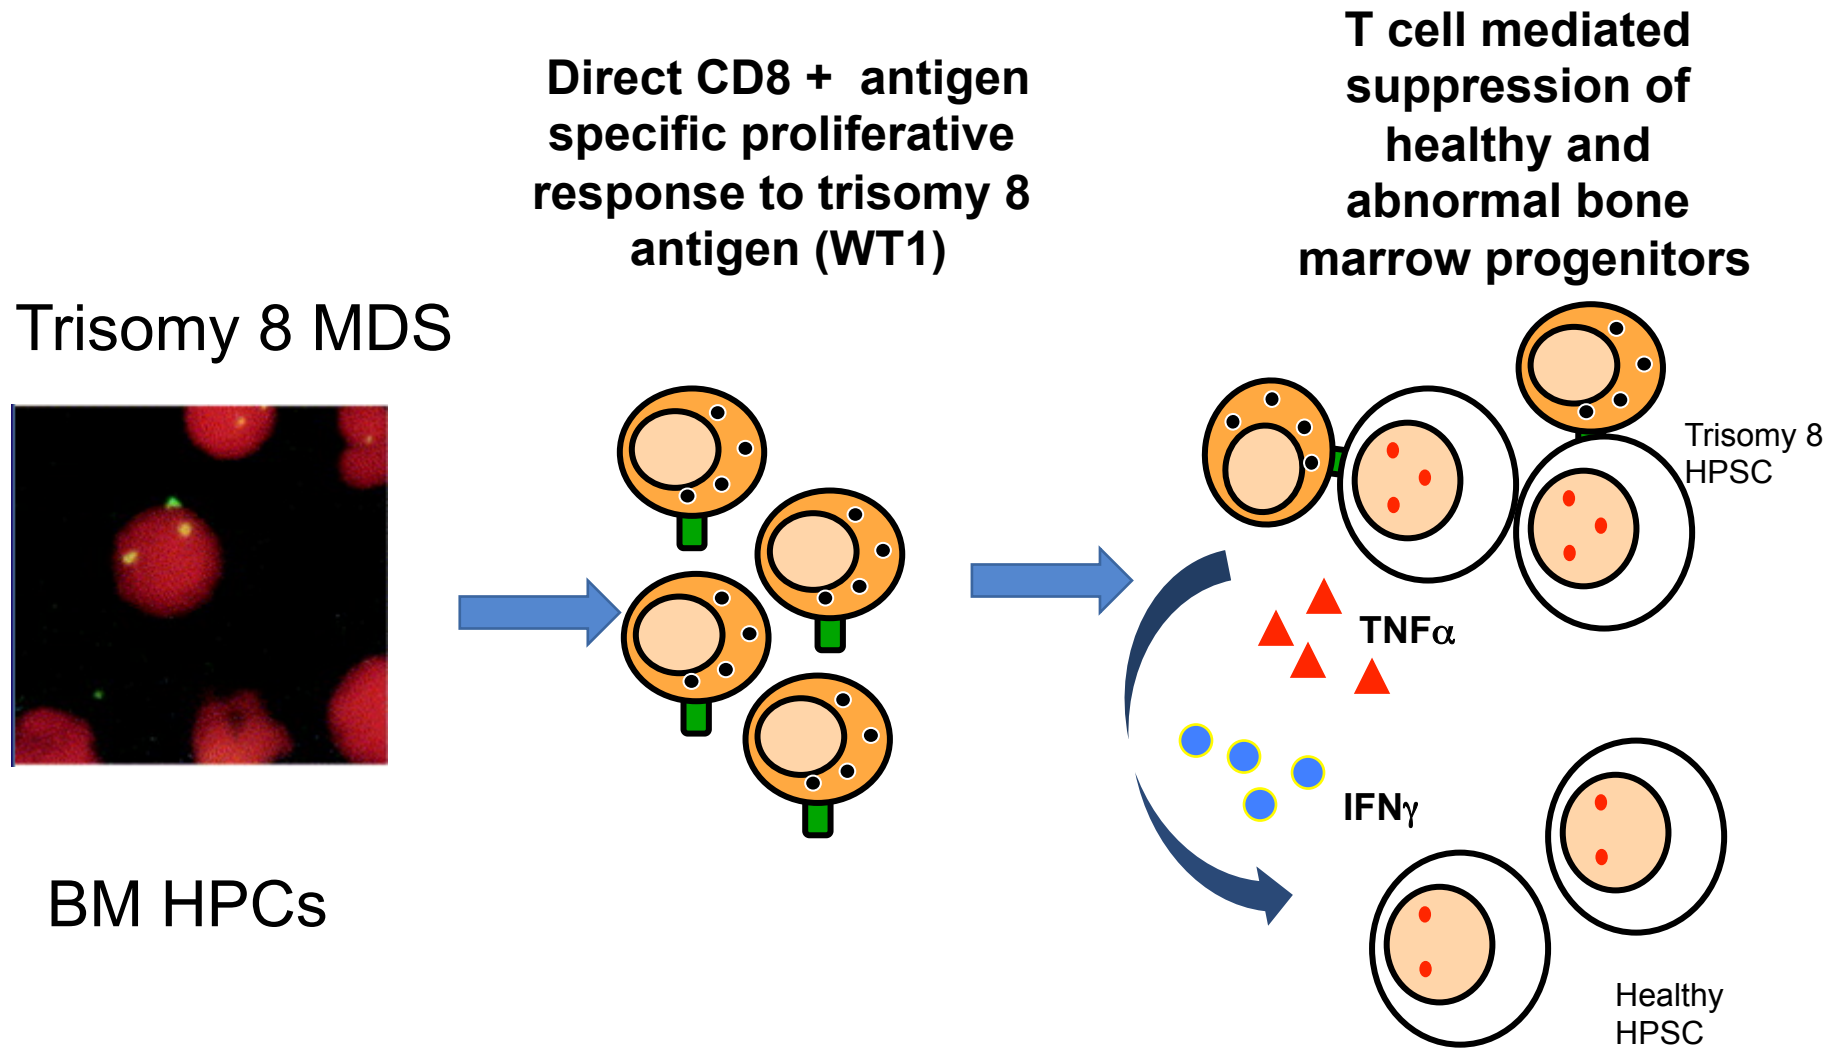 Trisomy 8 MDS
BM HPCs
Direct CD8 + antigen
specific proliferative
response to trisomy 8
antigen (WT1)
T cell mediated
suppression of
healthy and
abnormal bone
marrow progenitors
Trisomy 8
HPSC
TNFα
IFNγ
Healthy
HPSC